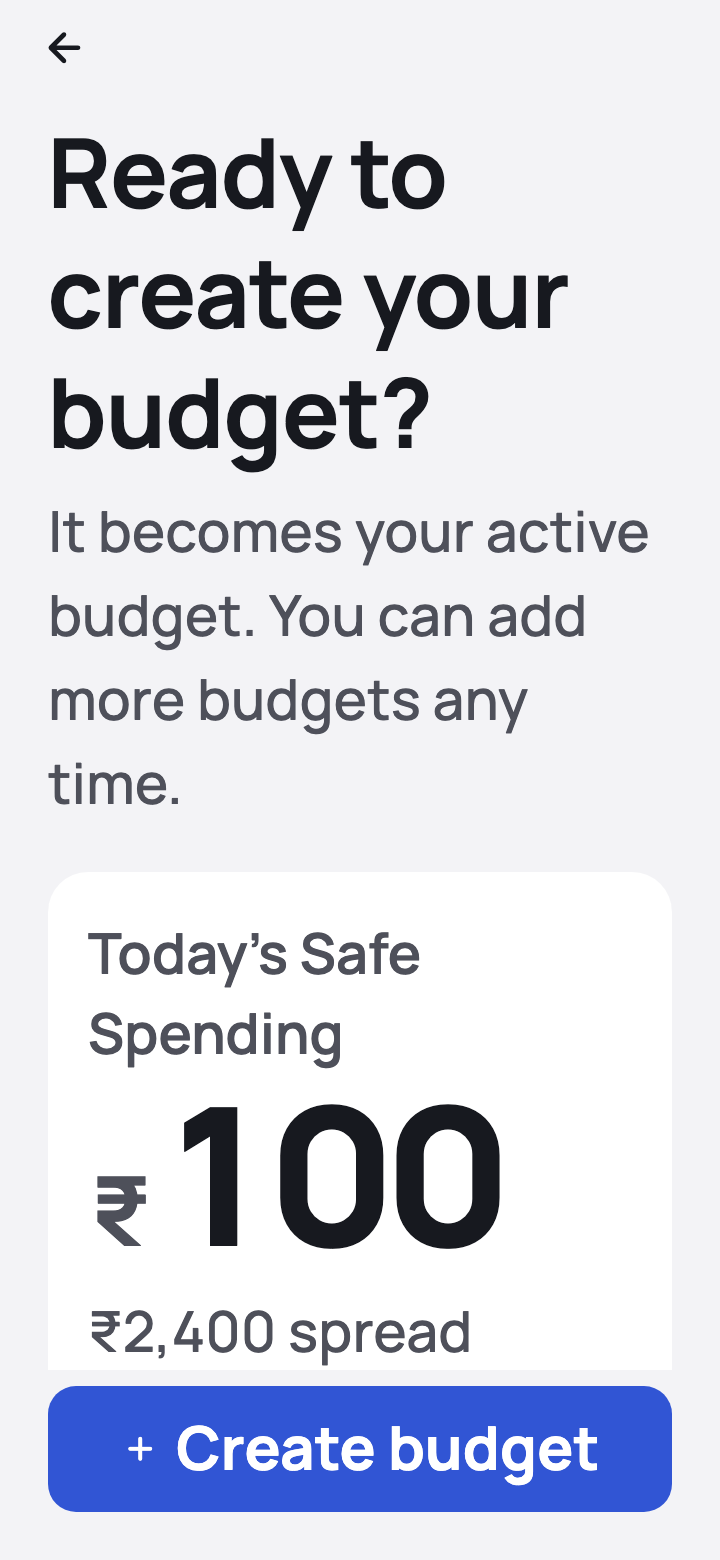 Ready to
create your
budget?
It becomes your active
budget. You can add
more budgets any
time.
Today’s Safe
Spending
₹100
₹2,400 spread
+ Create budget